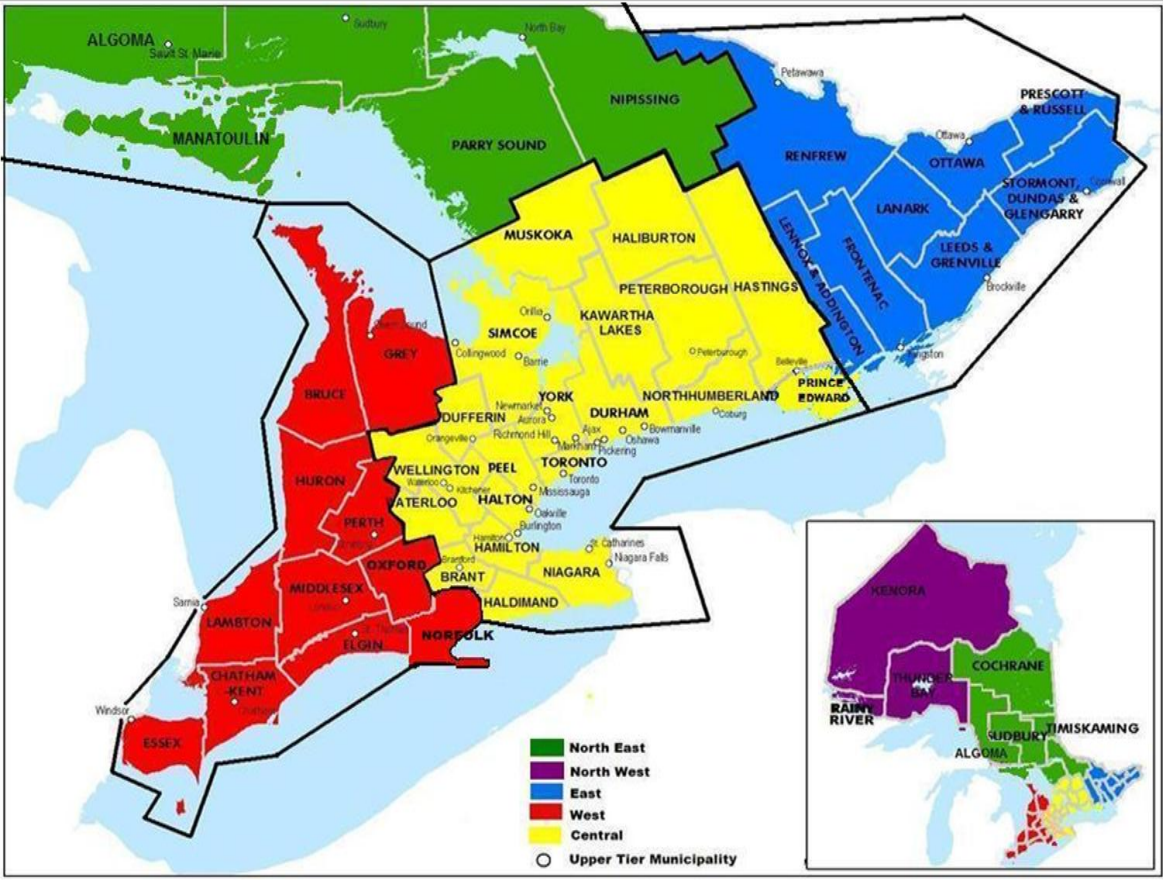 ALGOMA
Sault St. Marie
Sudbury
North Bay
MANATOULIN
PARRY SOUND
NIPISSING
Petawawa
PRESCOTT
& RUSSELL
Ottawa
RENFREW
OTTAWA
STORMONT,
DUNDAS &
GLENGARRY
Cornwall
LANARK
LENNOX & ADDINGTON
FRONTENAC
LEEDS &
GRENVILLE
Brockville
Kingston
MUSKOKA
HALIBURTON
PETERBOROUGH
HASTINGS
KAWARTHA
LAKES
Orillia
SIMCOE
Collingwood
Barrie
Peterborough
Belleville
PRINCE
EDWARD
Owen Sound
GREY
BRUCE
YORK
NORTHHUMBERLAND
Newmarket
Aurora
DUFFERIN
DURHAM
Coburg
Orangeville
Richmond Hill
Ajax
Bowmanville
Markham
Oshawa
Pickering
WELLINGTON
PEEL
TORONTO
Toronto
Waterloo
Kitchener
Mississauga
WATERLOO
HALTON
Oakville
Burlington
Hamilton
HAMILTON
St. Catharines
Niagara Falls
HURON
PERTH
OXFORD
Brantford
BRANT
NIAGARA
HALDIMAND
MIDDLESEX
Sarnia
LAMBTON
St. Thomas
ELGIN
NORFOLK
CHATHAM
-KENT
Windsor
ESSEX
North East
North West
East
West
Central
Upper Tier Municipality
KENORA
COCHRANE
THUNDER
BAY
RAINY
RIVER
SUDBURY
TIMISKAMING
ALGOMA